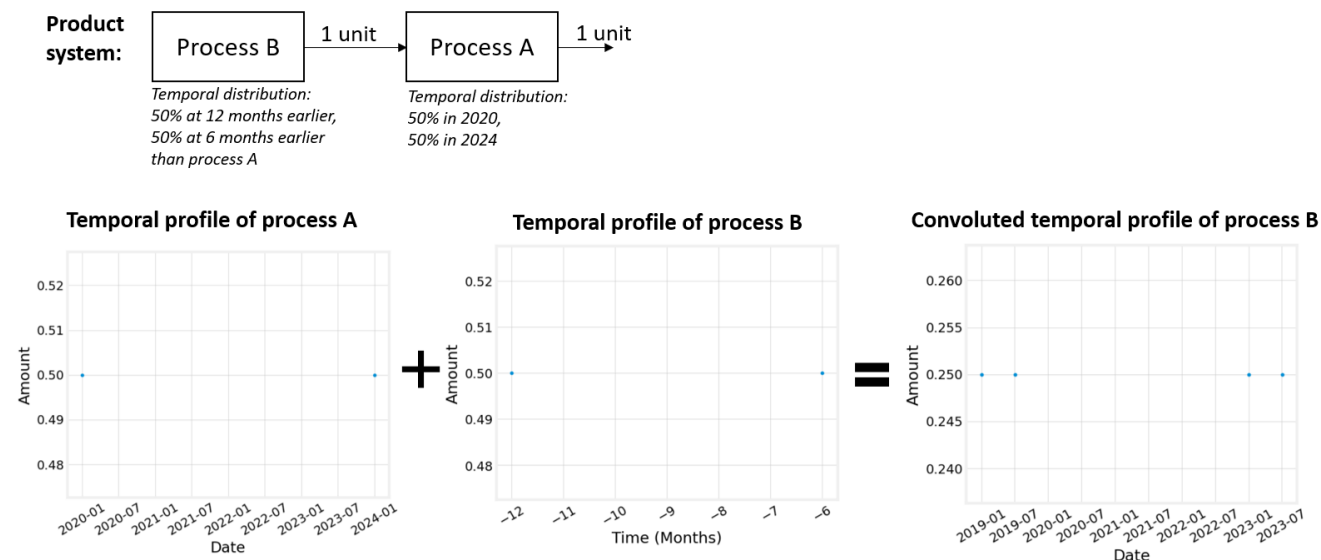 Product
system:
Process B
1 unit
Process A
1 unit
Temporal distribution:
50% at 12 months earlier,
50% at 6 months earlier
than process A
Temporal distribution:
50% in 2020,
50% in 2024
Temporal profile of process A
0.52
0.51
0.50
0.49
0.48
Amount
2020-01
2020-07
2021-01
2021-07
2022-01
2022-07
2023-01
2023-07
2024-01
Date
+
Temporal profile of process B
0.52
0.51
0.50
0.49
0.48
Amount
−12
−11
−10
−9
−8
−7
−6
Time (Months)
=
Convoluted temporal profile of process B
0.260
0.255
0.250
0.245
0.240
Amount
2019-01
2019-07
2020-01
2020-07
2021-01
2021-07
2022-01
2022-07
2023-01
2023-07
Date